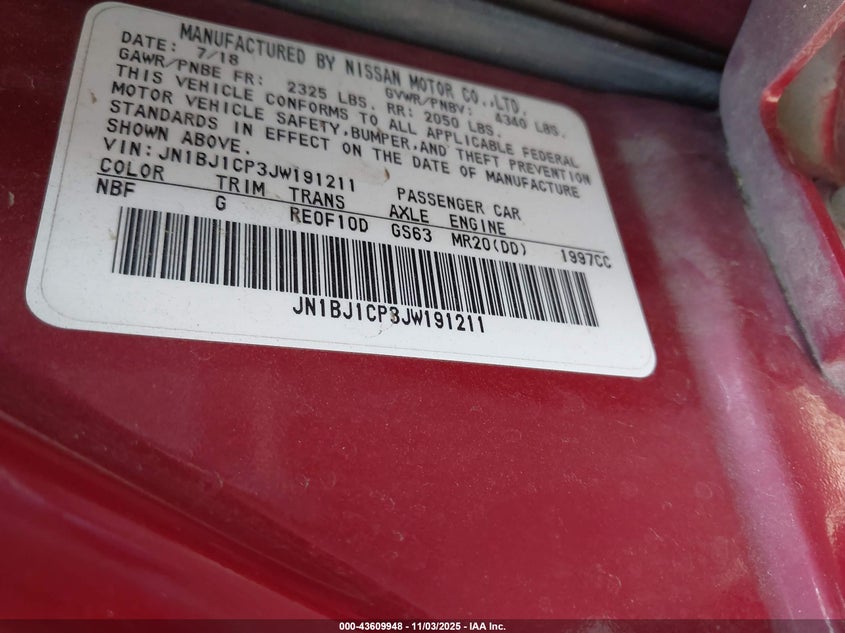 MANUFACTURED BY NISSAN MOTOR CO.,LTD.
DATE: 7/18 GVWR/PNBV: 4340 LBS.
GAWR/PNBE FR: 2325 LBS. RR: 2050 LBS.
THIS VEHICLE CONFORMS TO ALL APPLICABLE FEDERAL
MOTOR VEHICLE SAFETY,BUMPER,AND THEFT PREVENTION
STANDARDS IN EFFECT ON THE DATE OF MANUFACTURE
SHOWN ABOVE.
VIN: JN1BJ1CP3JW191211 PASSENGER CAR
COLOR TRIM TRANS AXLE ENGINE
NBF G RE0F10D GS63 MR20(DD) 1997CC
JN1BJ1CP3JW191211
000-43609948 - 11/03/2025 - IAA Inc.